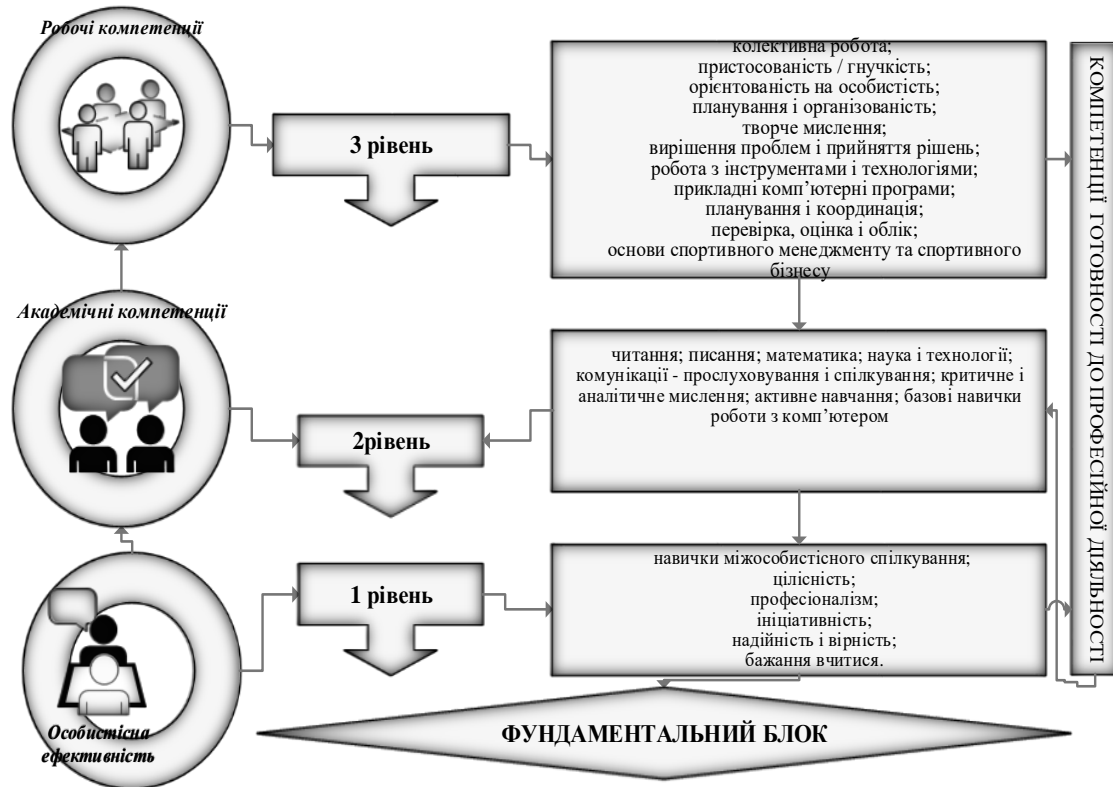 Робочі компетенції
3 рівень
колективна робота;
пристосованість / гнучкість;
орієнтованість на особистість;
планування і організованість;
творче мислення;
вирішення проблем і прийняття рішень;
робота з інструментами і технологіями;
прикладні комп’ютерні програми;
планування і координація;
перевірка, оцінка і облік;
основи спортивного менеджменту та спортивного
бізнесу
КОМПЕТЕНЦІЇ ГОТОВНОСТІ ДО ПРОФЕСІЙНОЇ ДІЯЛЬНОСТІ
Академічні компетенції
2рівень
читання; писання; математика; наука і технології;
комунікації - прослуховування і спілкування; критичне і
аналітичне мислення; активне навчання; базові навички
роботи з комп’ютером
1 рівень
навички міжособистісного спілкування;
цілісність;
професіоналізм;
ініціативність;
надійність і вірність;
бажання вчитися.
Особистісна
ефективність
ФУНДАМЕНТАЛЬНИЙ БЛОК